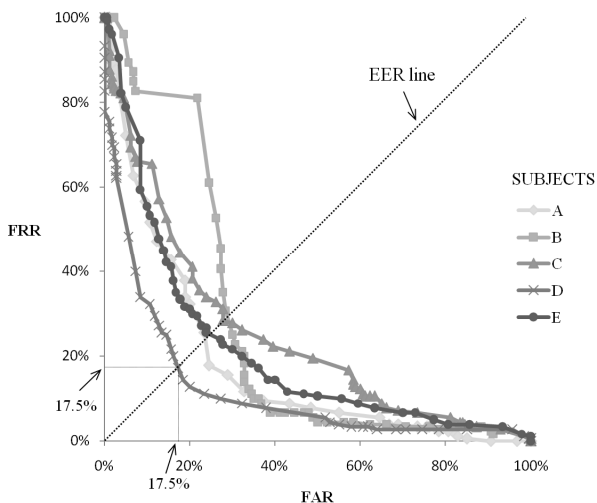 100%
80%
60%
40%
20%
0%
FRR
17.5%
EER line
SUBJECTS
A
B
C
D
E
0%
20%
40%
60%
80%
100%
17.5%
FAR